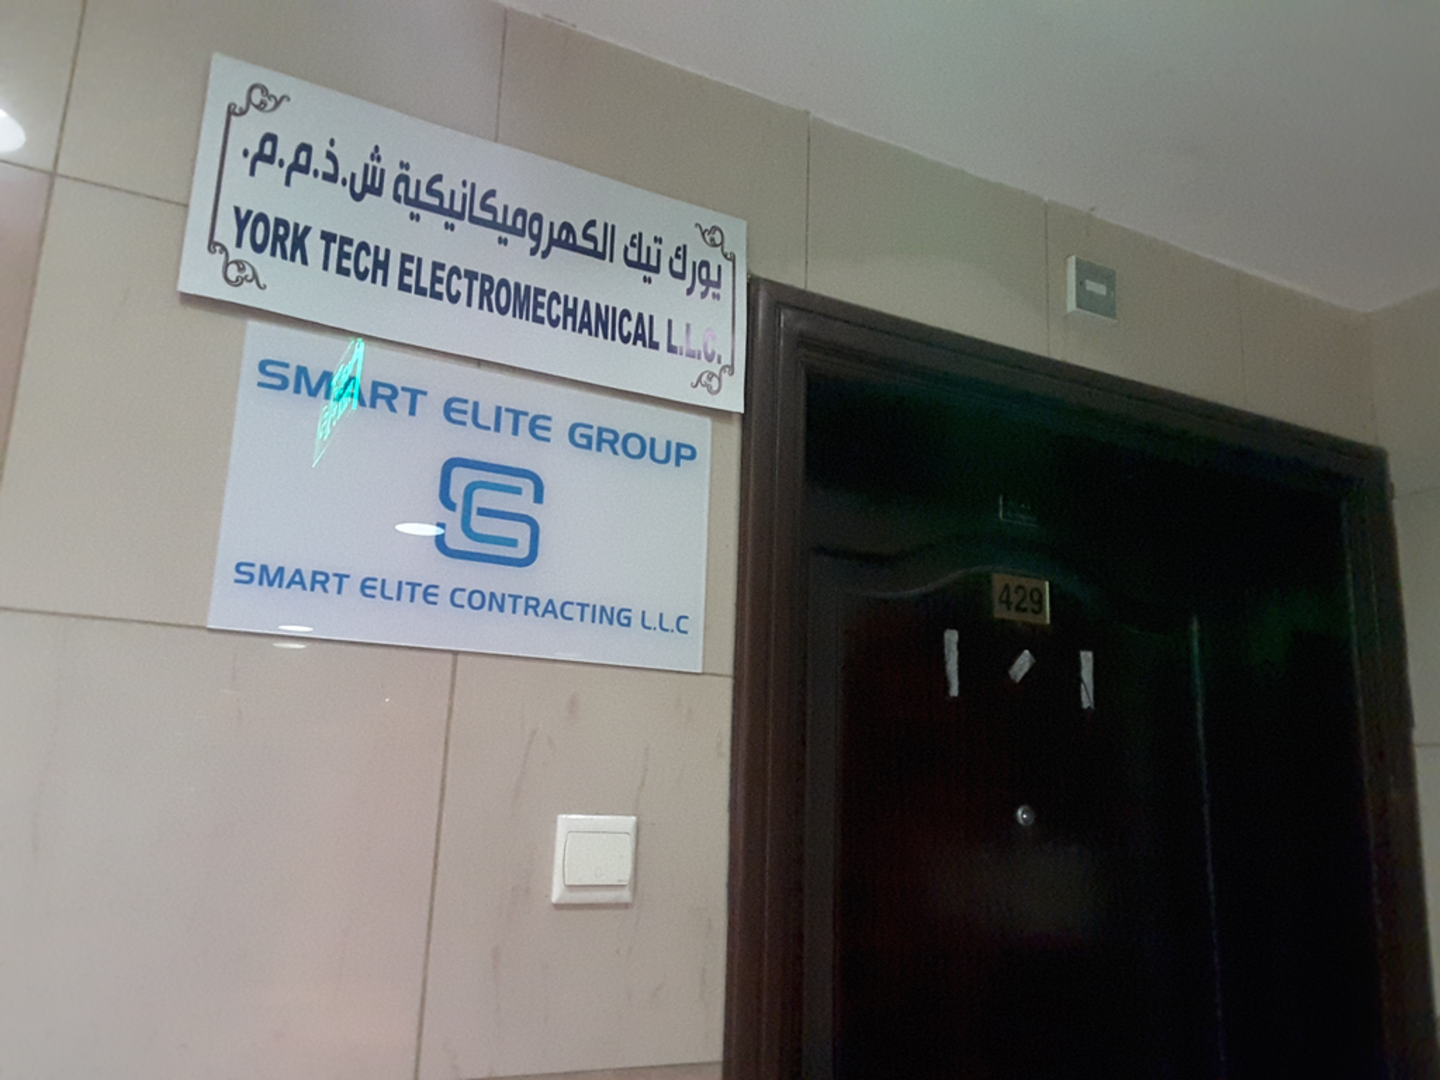 يورك تيك الكهروميكانيكية ش.ذ.م.م.
YORK TECH ELECTROMECHANICAL L.L.C.
SMART ELITE GROUP
SMART ELITE CONTRACTING L.L.C
429